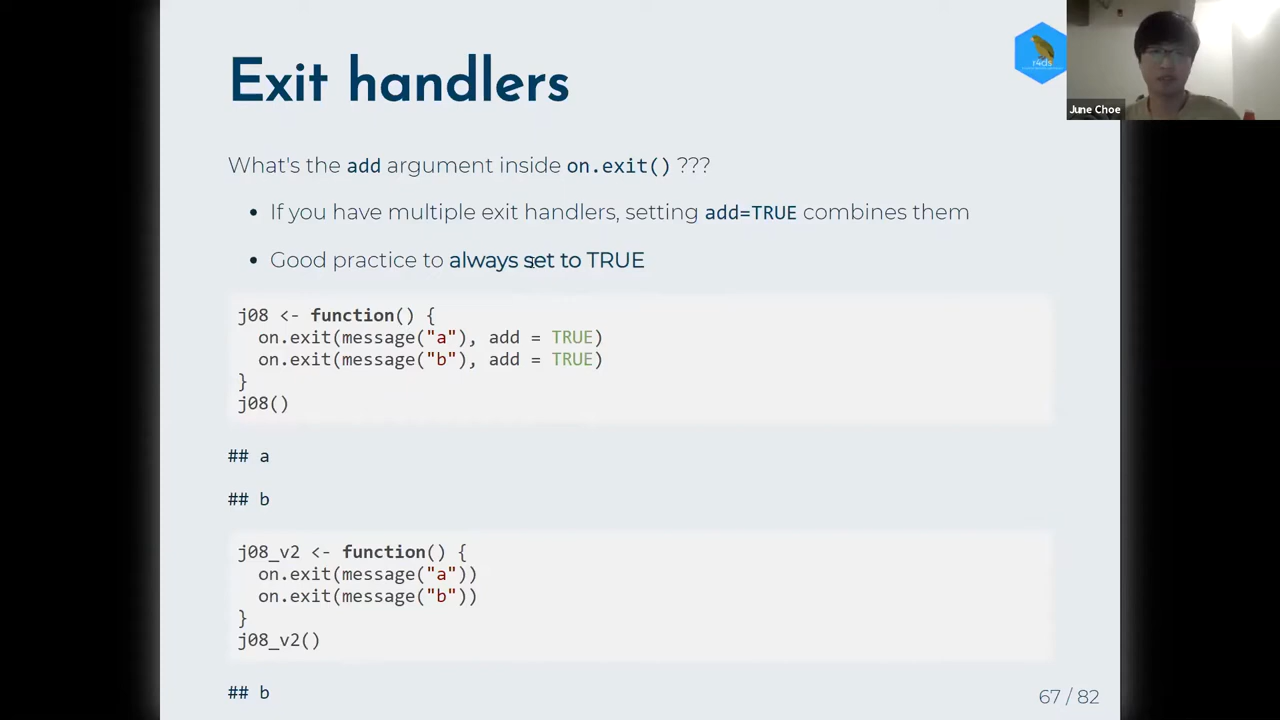 Exit handlers
r4ds
June Choe
What's the add argument inside on.exit() ???
• If you have multiple exit handlers, setting add=TRUE combines them
• Good practice to always set to TRUE
j08 <- function() {
  on.exit(message("a"), add = TRUE)
  on.exit(message("b"), add = TRUE)
}
j08()
## a
## b
j08_v2 <- function() {
  on.exit(message("a"))
  on.exit(message("b"))
}
j08_v2()
## b
67 / 82